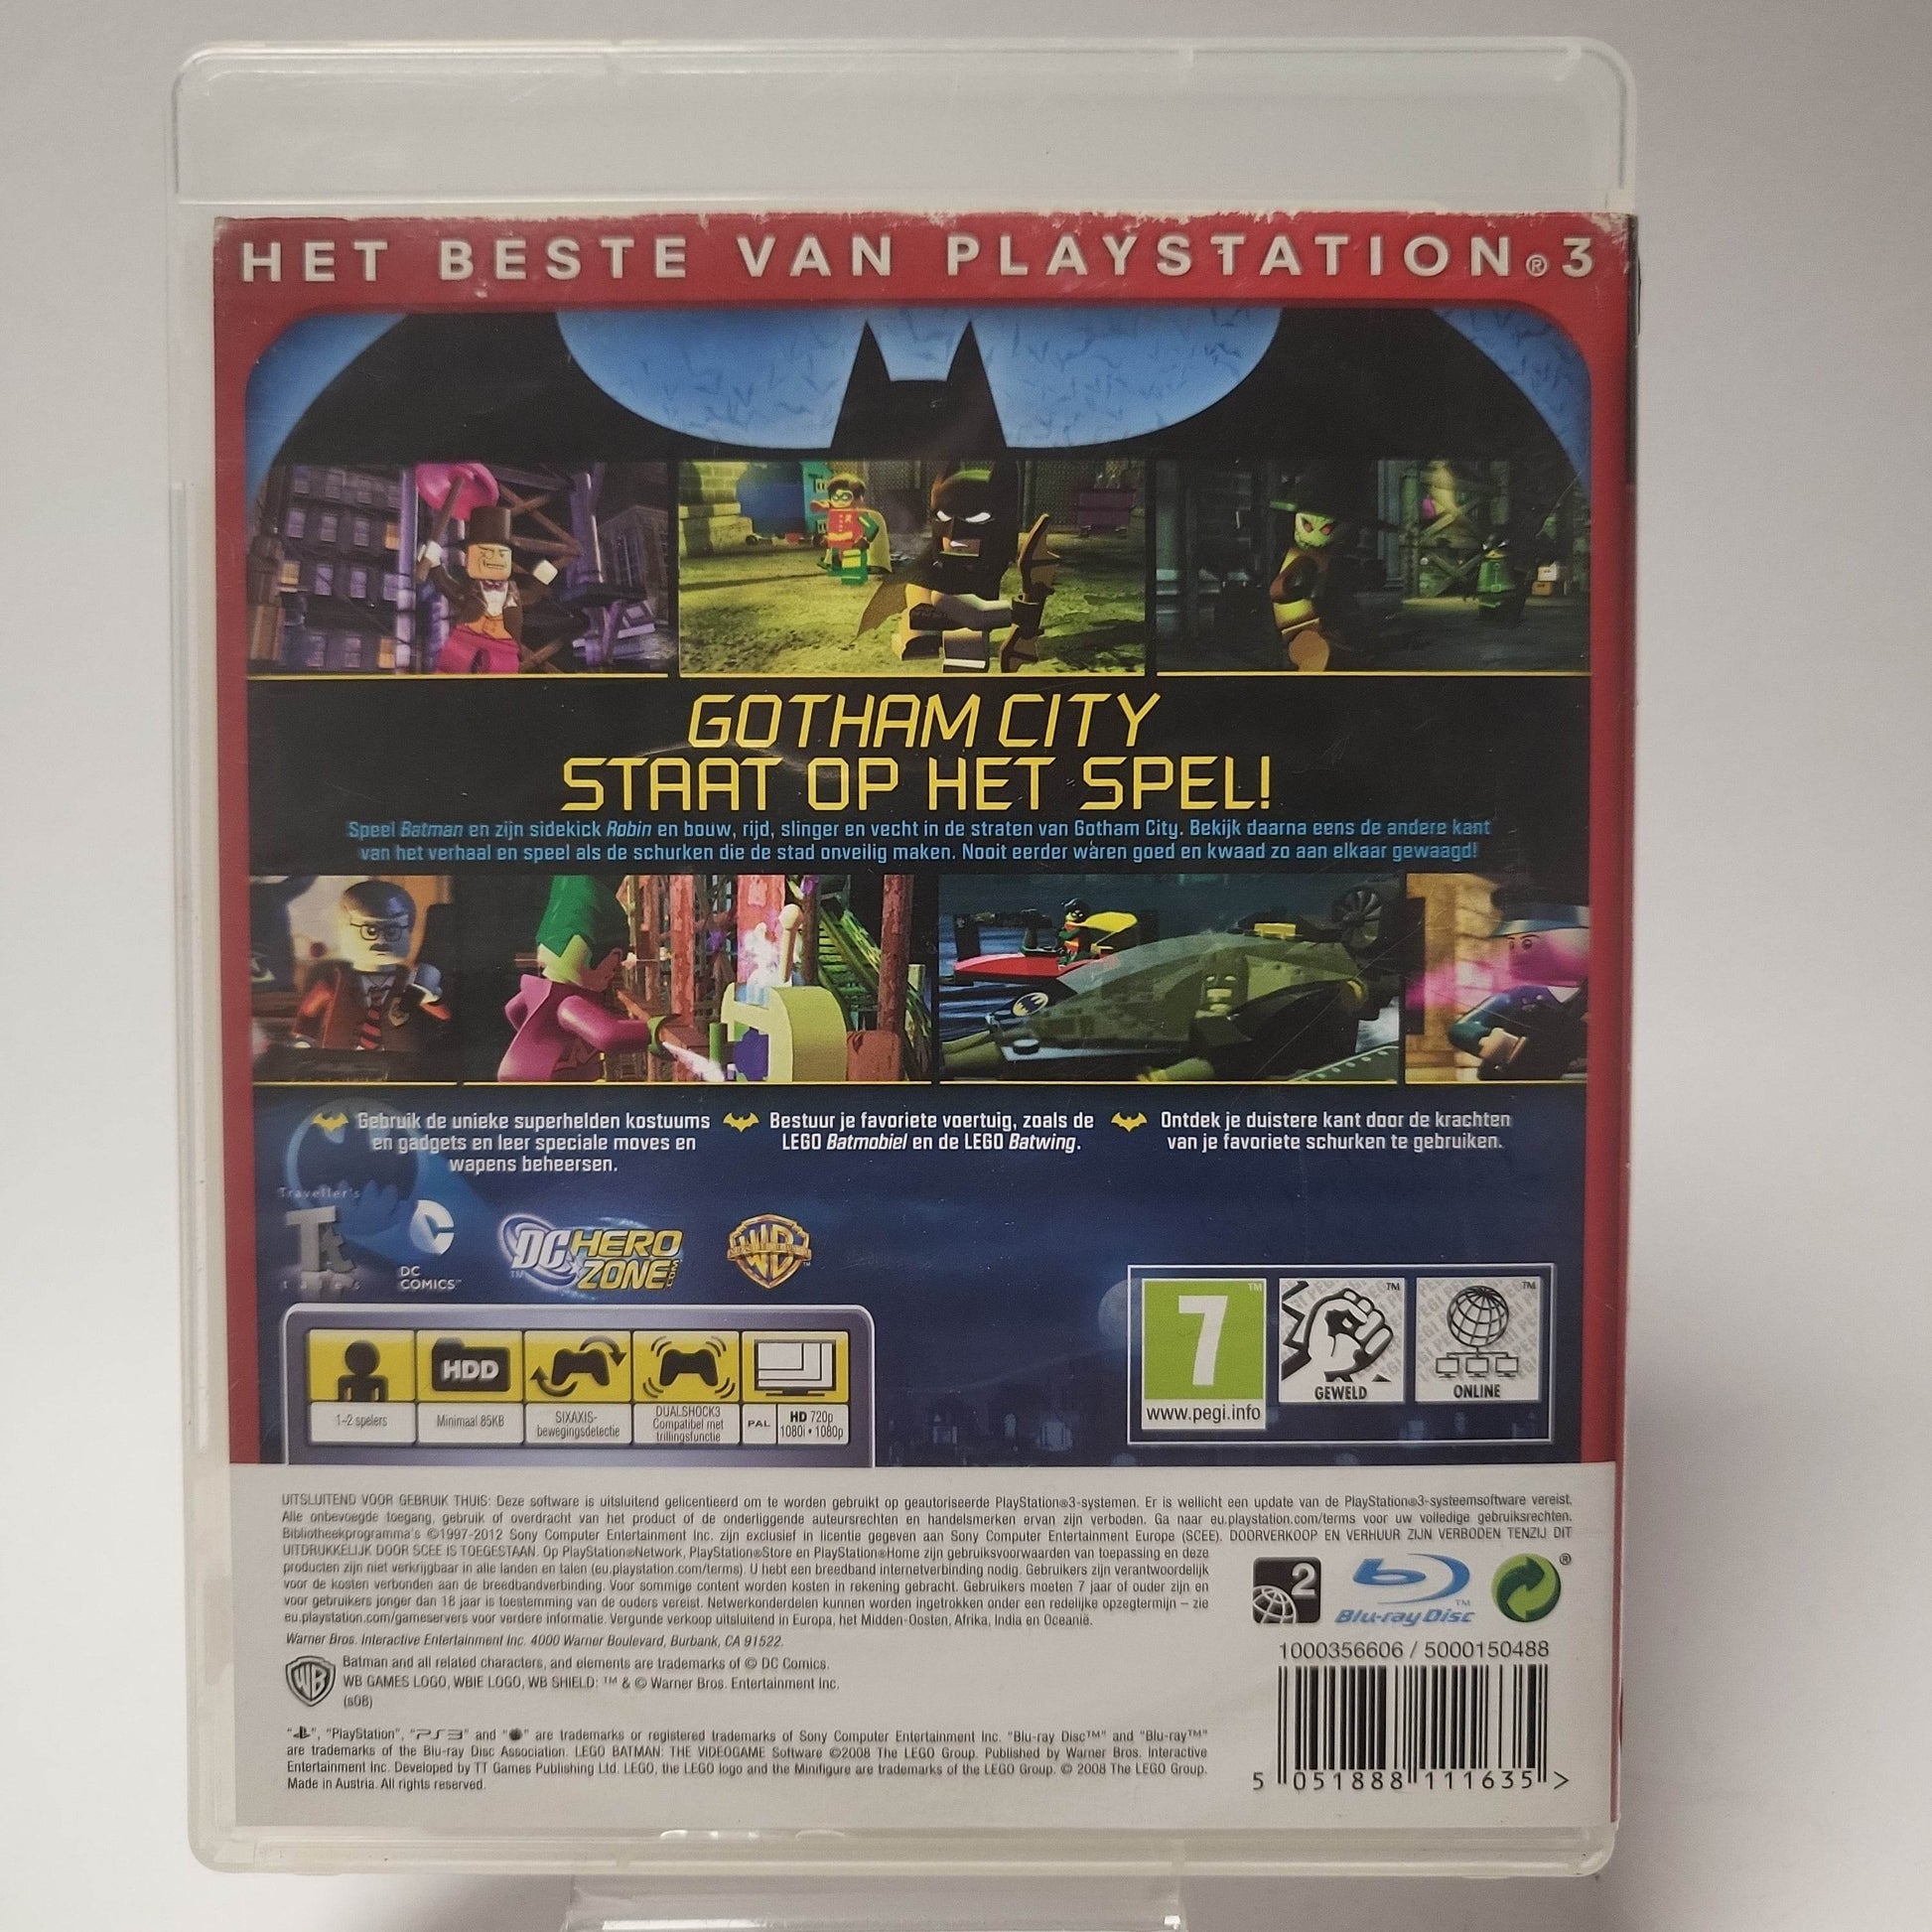 HET BESTE VAN PLAYSTATION®3
GOTHAM CITY
STAAT OP HET SPEL!
Speel Batman en zijn sidekick Robin en bouw, rijd, slinger en vecht in de straten van Gotham City. Bekijk daarna eens de andere kant
van het verhaal en speel als de schurken die de stad onveilig maken. Nooit eerder waren goed en kwaad zo aan elkaar gewaagd!
Gebruik de unieke superhelden kostuums
en gadgets en leer speciale moves en
wapens beheersen.
Bestuur je favoriete voertuig, zoals de
LEGO Batmobiel en de LEGO Batwing.
Ontdek je duistere kant door de krachten
van je favoriete schurken te gebruiken.
Traveller's
Tt
tales
DC
COMICS™
DC HERO
ZONE.COM
™
WB
™
7
™
www.pegi.info
™
GEWELD
™
ONLINE
HDD
1-2 spelers
Minimaal 85KB
SIXAXIS-
bewegingsdetectie
DUALSHOCK3
Compatibel met
trillingsfunctie
PAL
HD 720p
1080i • 1080p
UITSLUITEND VOOR GEBRUIK THUIS: Deze software is uitsluitend gelicentieerd om te worden gebruikt op geautoriseerde PlayStation®3-systemen. Er is wellicht een update van de PlayStation®3-systeemsoftware vereist.
Alle onbevoegde toegang, gebruik of overdracht van het product of de onderliggende auteursrechten en handelsmerken ervan zijn verboden. Ga naar eu.playstation.com/terms voor uw volledige gebruiksrechten.
Bibliotheekprogramma's ©1997-2012 Sony Computer Entertainment Inc. zijn exclusief in licentie gegeven aan Sony Computer Entertainment Europe (SCEE). DOORVERKOOP EN VERHUUR ZIJN VERBODEN TENZIJ DIT
UITDRUKKELIJK DOOR SCEE IS TOEGESTAAN. Op PlayStation®Network, PlayStation®Store en PlayStation®Home zijn gebruiksvoorwaarden van toepassing en deze
producten zijn niet verkrijgbaar in alle landen en talen (eu.playstation.com/terms). U hebt een breedband internetverbinding nodig. Gebruikers zijn verantwoordelijk
voor de kosten verbonden aan de breedbandverbinding. Voor sommige content worden kosten in rekening gebracht. Gebruikers moeten 7 jaar of ouder zijn en
voor gebruikers jonger dan 18 jaar is toestemming van de ouders vereist. Netwerkonderdelen kunnen worden ingetrokken onder een redelijke opzegtermijn – zie
eu.playstation.com/gameservers voor verdere informatie. Vergunde verkoop uitsluitend in Europa, het Midden-Oosten, Afrika, India en Oceanië.
2
™
Blu-ray Disc
™
®
Warner Bros. Interactive Entertainment Inc. 4000 Warner Boulevard, Burbank, CA 91522.
WB
Batman and all related characters, and elements are trademarks of © DC Comics.
WB GAMES LOGO, WBIE LOGO, WB SHIELD: ™ & © Warner Bros. Entertainment Inc.
(s08)
1000356606 / 5000150488
" ", "PlayStation", "PS3" and " " are trademarks or registered trademarks of Sony Computer Entertainment Inc. "Blu-ray Disc™" and "Blu-ray™"
are trademarks of the Blu-ray Disc Association. LEGO BATMAN: THE VIDEOGAME Software ©2008 The LEGO Group. Published by Warner Bros. Interactive
Entertainment Inc. Developed by TT Games Publishing Ltd. LEGO, the LEGO logo and the Minifigure are trademarks of the LEGO Group. © 2008 The LEGO Group.
Made in Austria. All rights reserved.
5 051888 111635 >